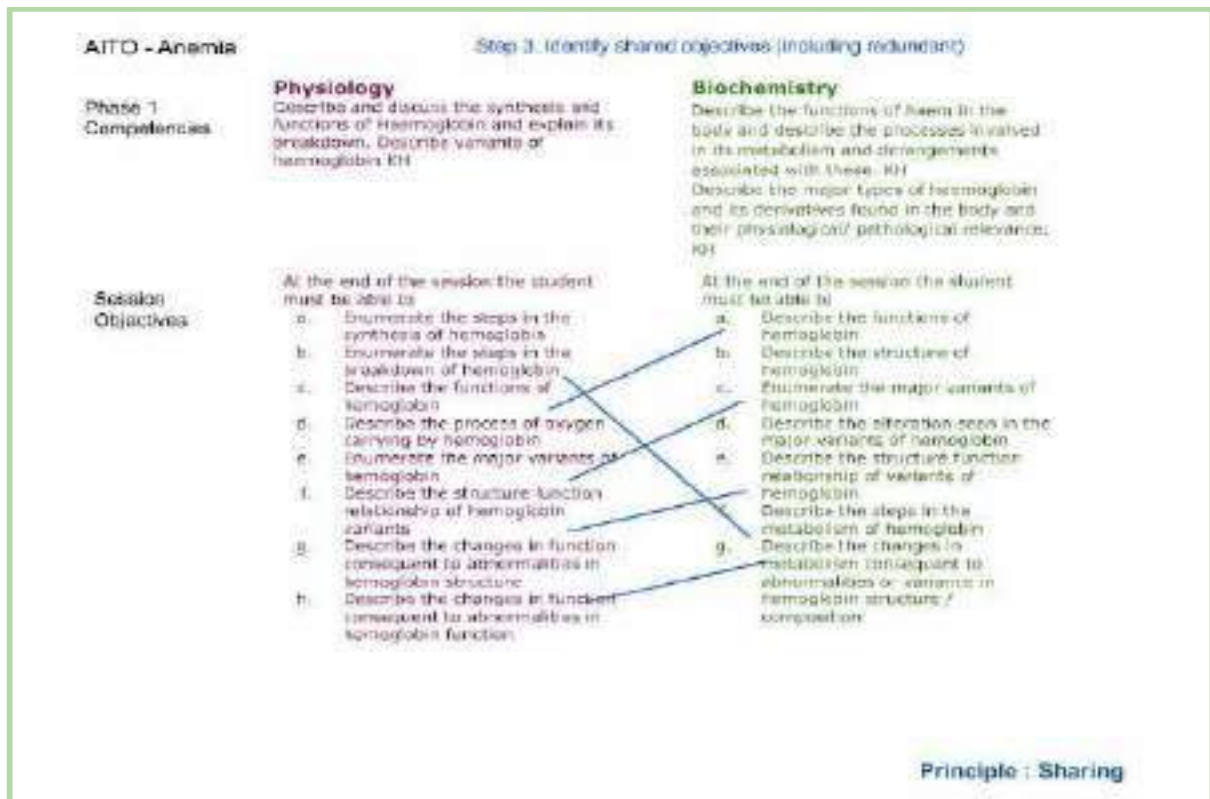 AITO - Anemia
Step 3: Identify shared objectives (including redundant)
Phase 1
Competencies
Physiology
Describe and discuss the synthesis and
functions of Haemoglobin and explain its
breakdown. Describe variants of
haemoglobin KH
Biochemistry
Describe the functions of haem in the
body and describe the processes involved
in its metabolism and derangements
associated with these. KH
Describe the major types of haemoglobin
and its derivatives found in the body and
their physiological/ pathological relevance.
KH
Session
Objectives
At the end of the session the student
must be able to
a. Enumerate the steps in the
synthesis of hemoglobin
b. Enumerate the steps in the
breakdown of hemoglobin
c. Describe the functions of
hemoglobin
d. Describe the process of oxygen
carrying by hemoglobin
e. Enumerate the major variants of
hemoglobin
f. Describe the structure function
relationship of hemoglobin
variants
g. Describe the changes in function
consequent to abnormalities in
hemoglobin structure
h. Describe the changes in function
consequent to abnormalities in
hemoglobin function
At the end of the session the student
must be able to
a. Describe the functions of
hemoglobin
b. Describe the structure of
hemoglobin
c. Enumerate the major variants of
hemoglobin
d. Describe the alteration seen in the
major variants of hemoglobin
e. Describe the structure function
relationship of variants of
hemoglobin
f. Describe the steps in the
metabolism of hemoglobin
g. Describe the changes in
metabolism consequent to
abnormalities or variance in
hemoglobin structure /
composition
Principle : Sharing